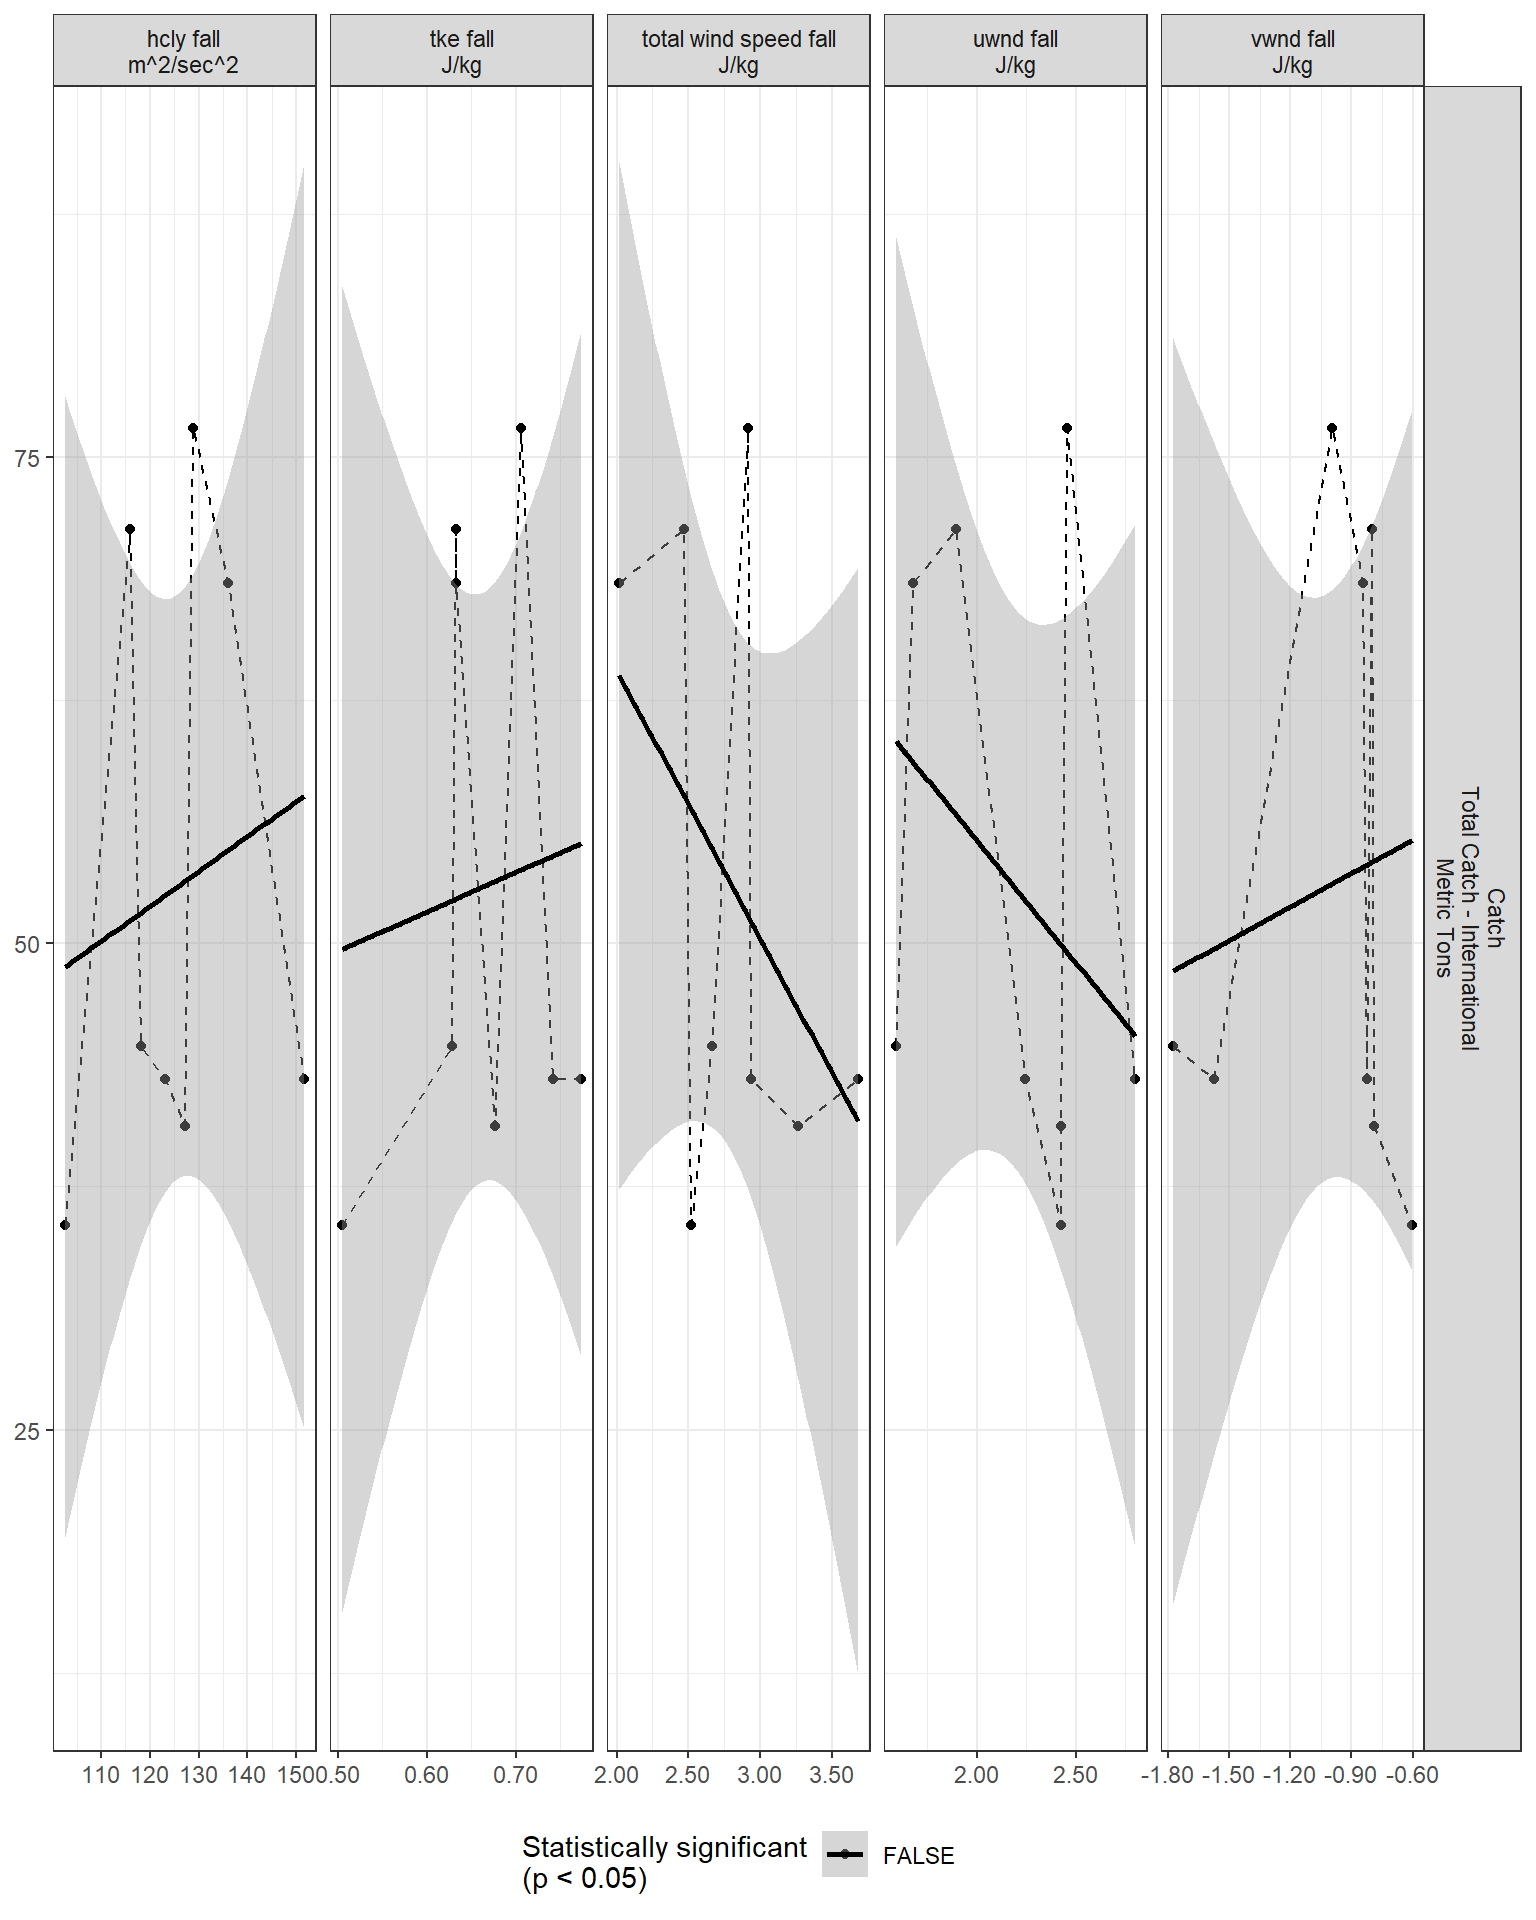 hcly fall
m^2/sec^2
tke fall
J/kg
total wind speed fall
J/kg
uwnd fall
J/kg
vwnd fall
J/kg
75
50
25
Catch
Total Catch - International
Metric Tons
110 120 130 140 150
0.50 0.60 0.70
2.00 2.50 3.00 3.50
2.00 2.50
-1.80 -1.50 -1.20 -0.90 -0.60
Statistically significant
(p < 0.05)
FALSE